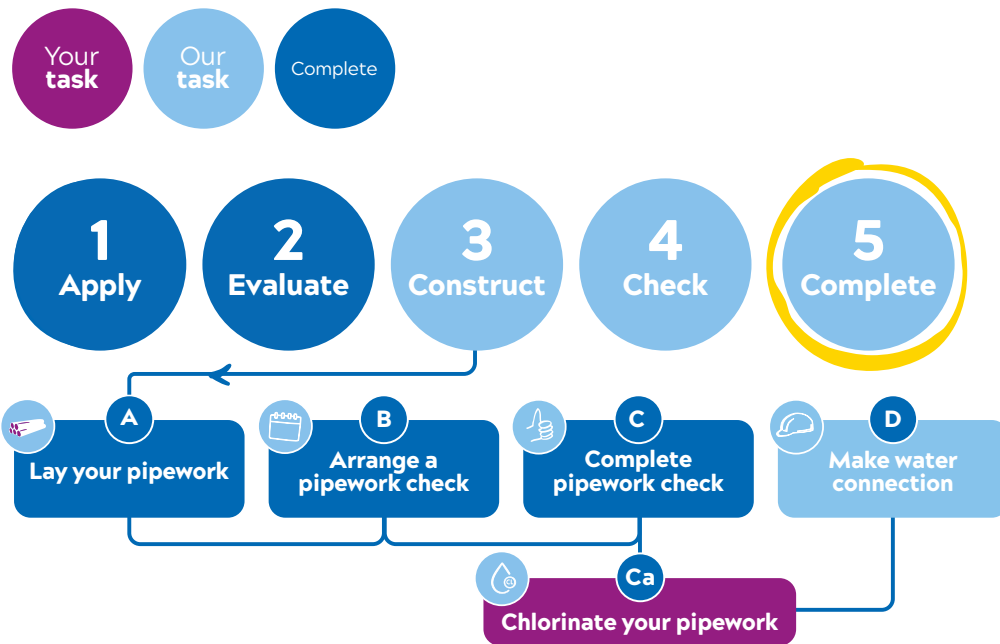 Your
task
Our
task
Complete
1
Apply
2
Evaluate
3
Construct
4
Check
5
Complete
A
Lay your pipework
B
Arrange a
pipework check
C
Complete
pipework check
D
Make water
connection
Ca
Chlorinate your pipework